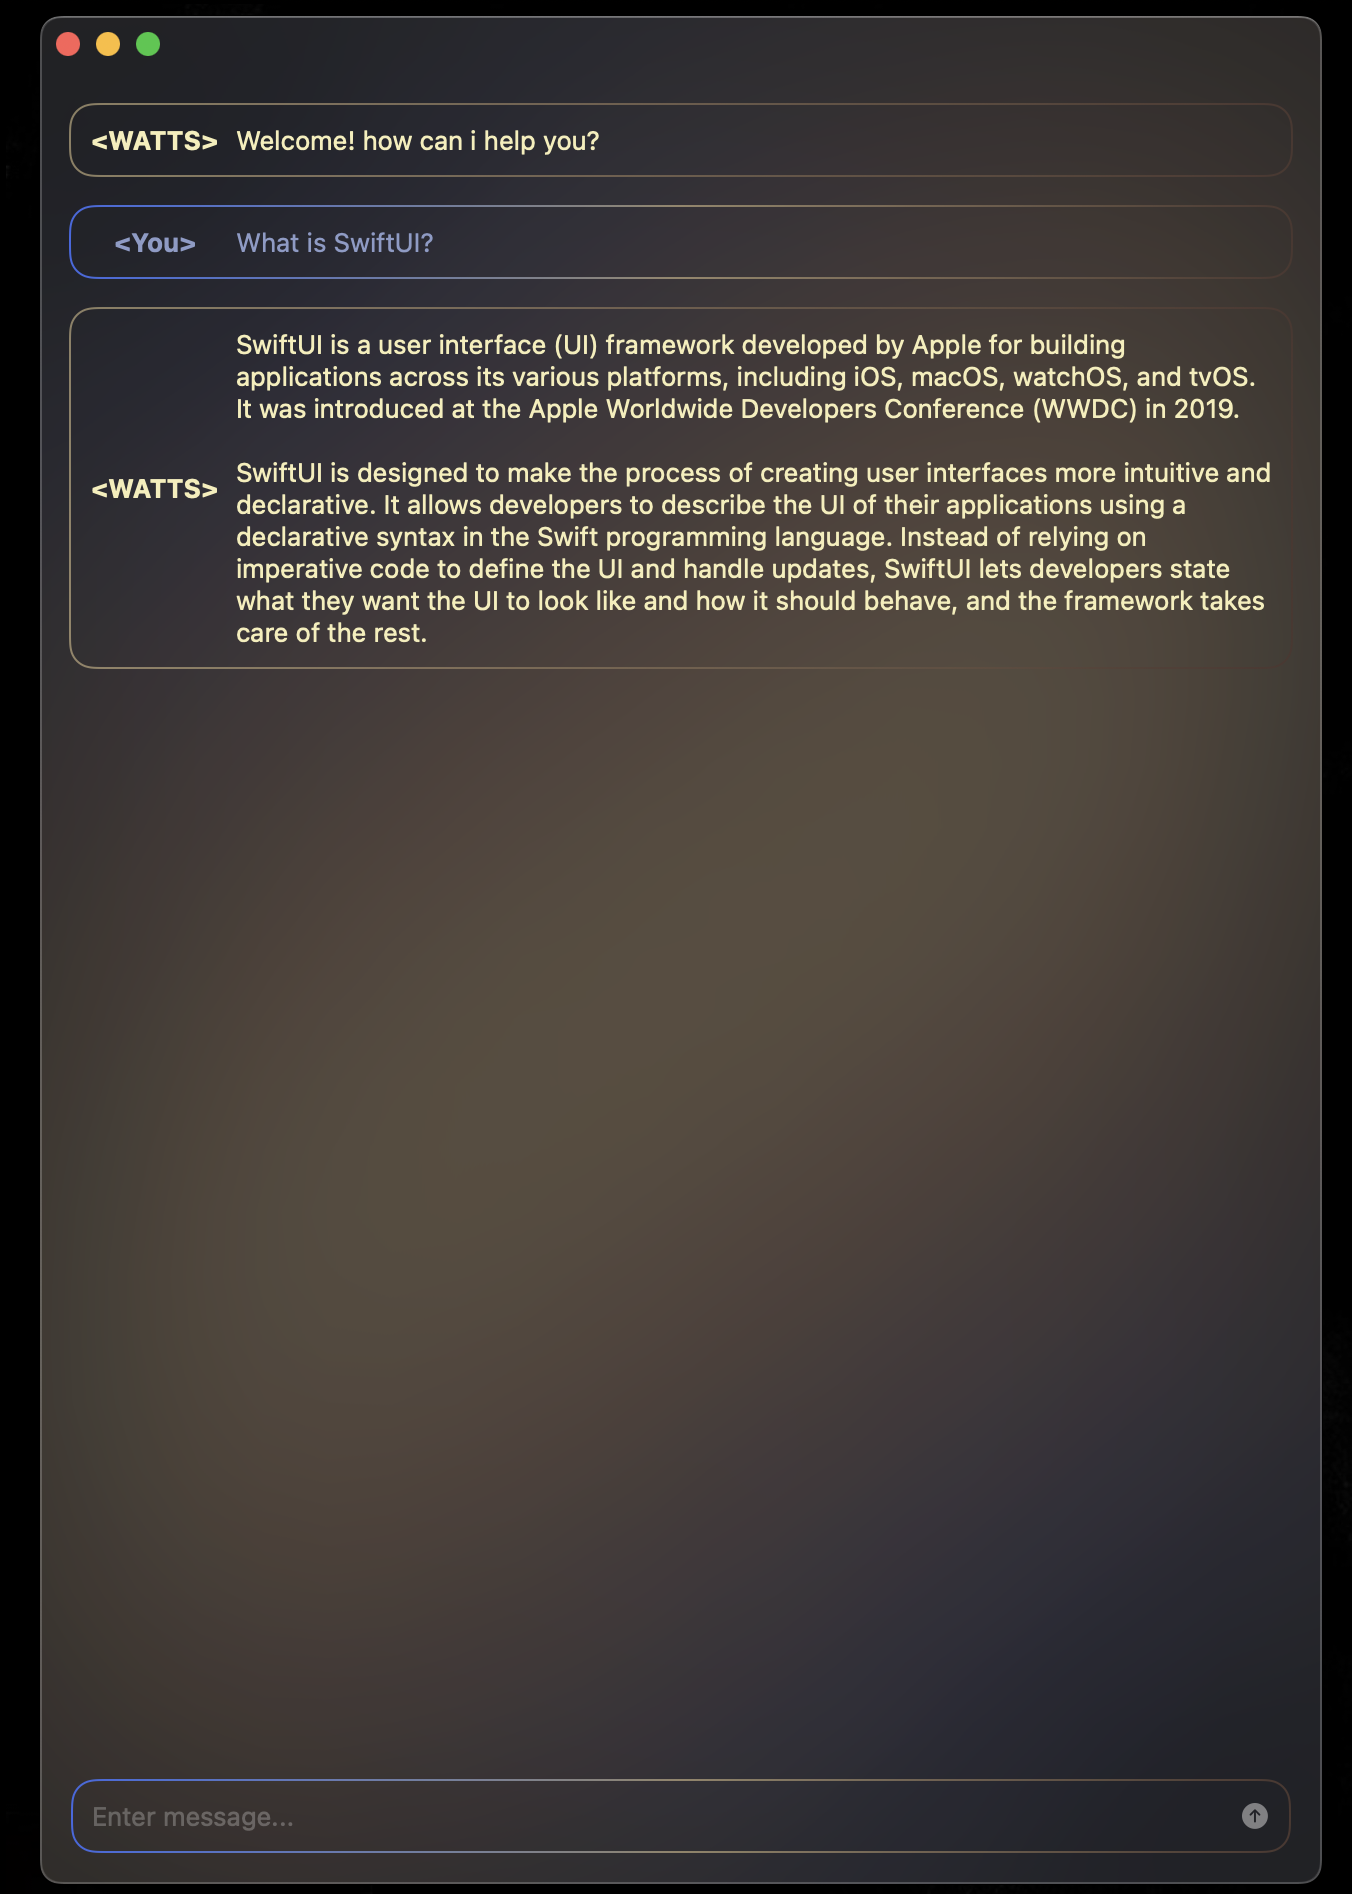 <WATTS> Welcome! how can i help you?
<You> What is SwiftUI?
<WATTS>
SwiftUI is a user interface (UI) framework developed by Apple for building
applications across its various platforms, including iOS, macOS, watchOS, and tvOS.
It was introduced at the Apple Worldwide Developers Conference (WWDC) in 2019.
SwiftUI is designed to make the process of creating user interfaces more intuitive and
declarative. It allows developers to describe the UI of their applications using a
declarative syntax in the Swift programming language. Instead of relying on
imperative code to define the UI and handle updates, SwiftUI lets developers state
what they want the UI to look like and how it should behave, and the framework takes
care of the rest.
Enter message...